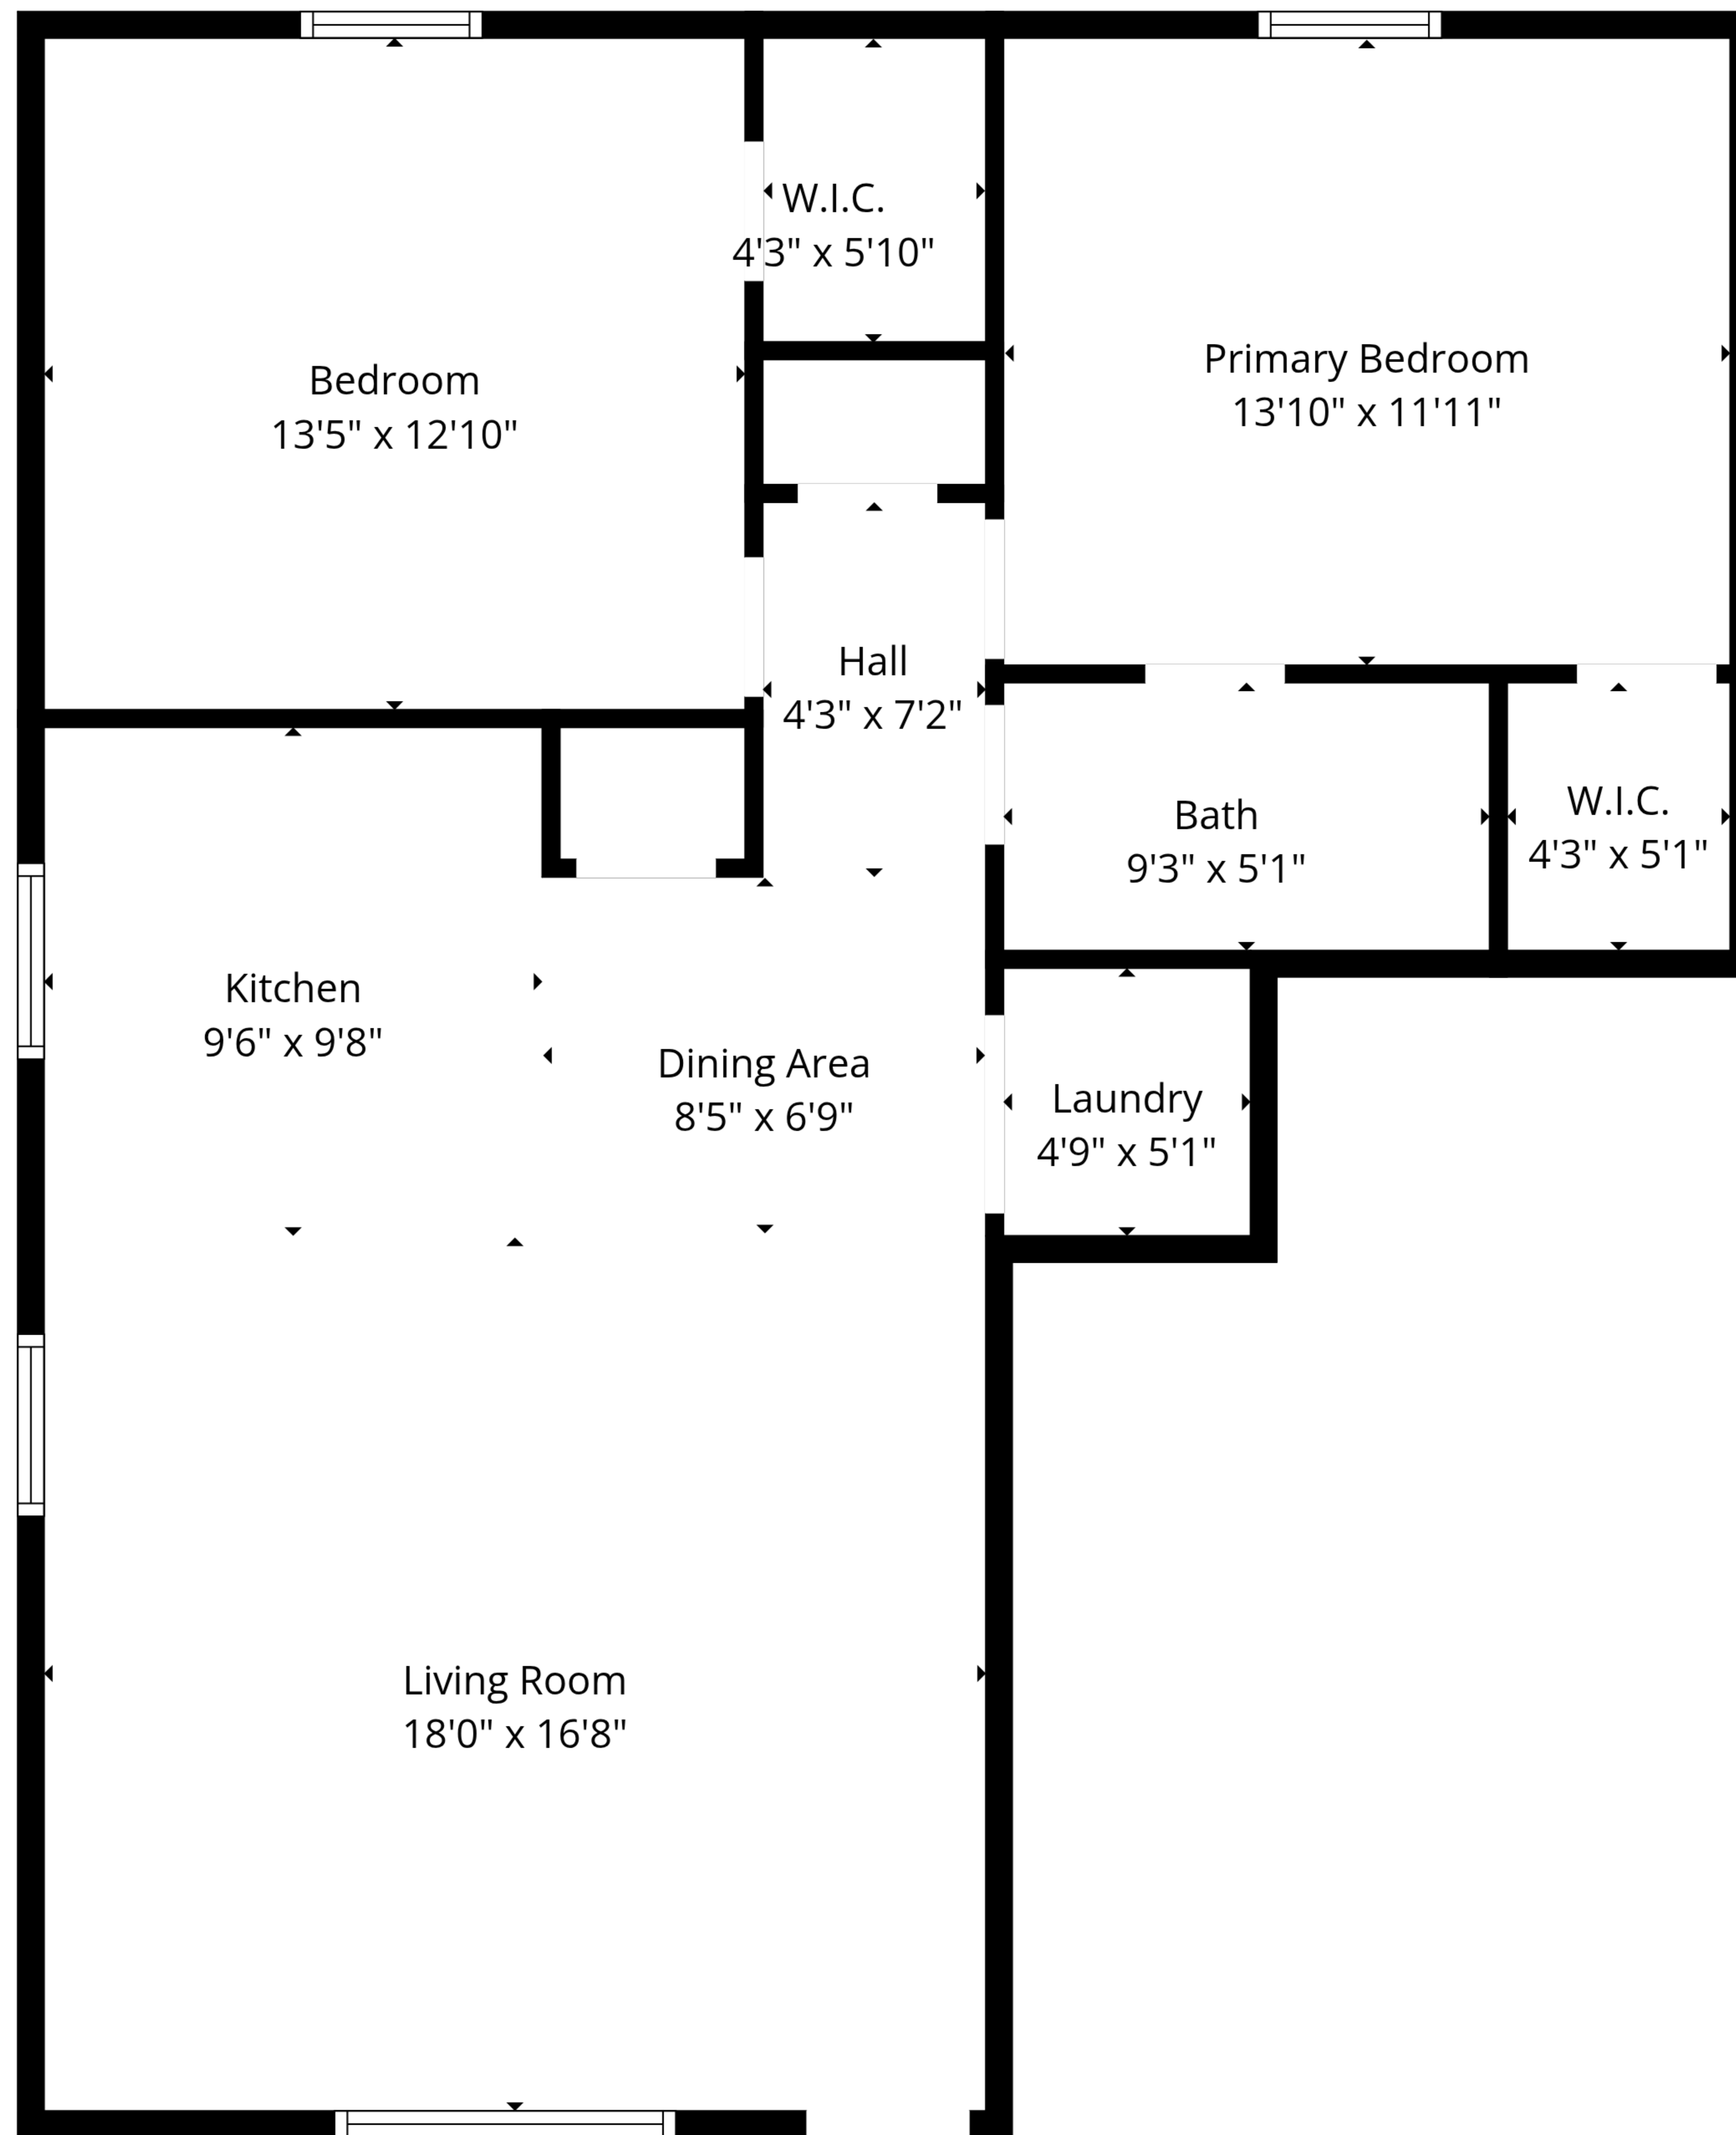 W.I.C.
4'3" x 5'10"
Primary Bedroom
13'10" x 11'11"
Bedroom
13'5" x 12'10"
Hall
4'3" x 7'2"
Bath
9'3" x 5'1"
W.I.C.
4'3" x 5'1"
Kitchen
9'6" x 9'8"
Dining Area
8'5" x 6'9"
Laundry
4'9" x 5'1"
Living Room
18'0" x 16'8"